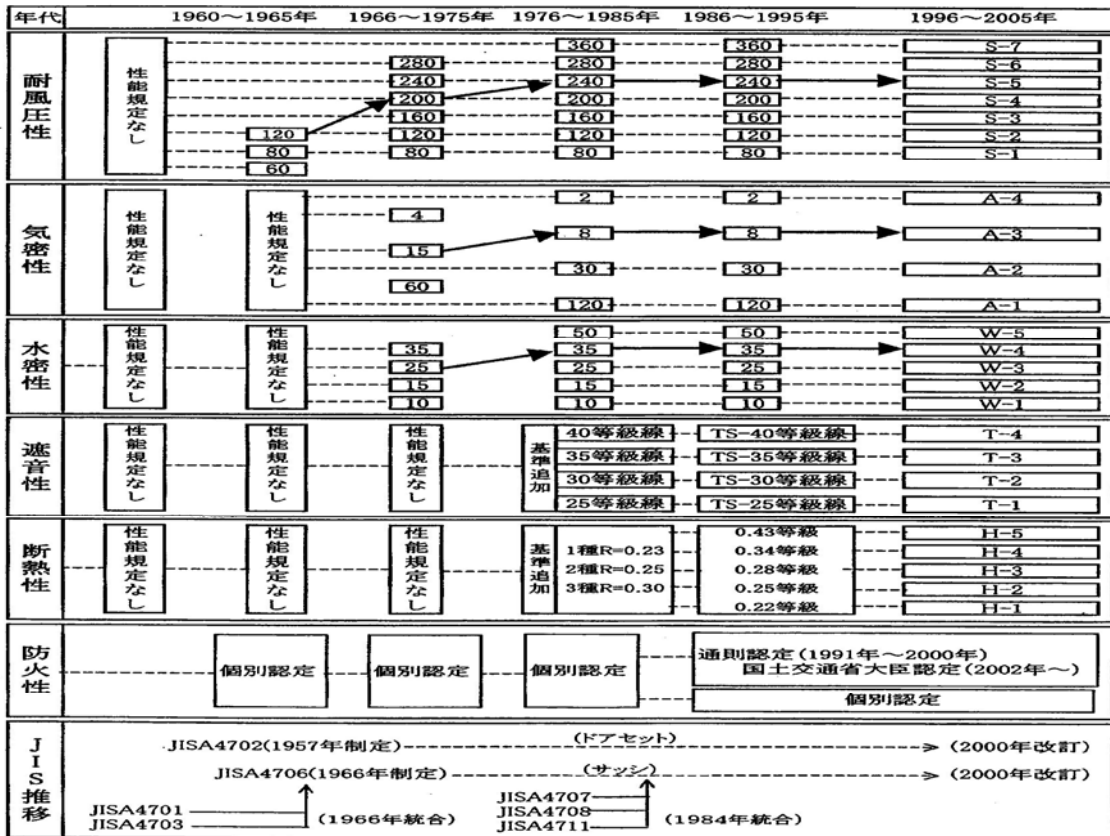 年代 1960～1965年 1966～1975年 1976～1985年 1986～1995年 1996～2005年
耐風圧性
性能規定なし
360 360 S-7
280 280 280 S-6
240 240 240 S-5
200 200 200 S-4
160 160 160 S-3
120 120 120 120 S-2
80 80 80 80 S-1
60
気密性
性能規定なし 性能規定なし
2 2 A-4
4
8 8 A-3
15
30 30 A-2
60
120 120 A-1
水密性
性能規定なし 性能規定なし
50 50 W-5
35 35 35 W-4
25 25 25 W-3
15 15 15 W-2
10 10 10 W-1
遮音性
性能規定なし 性能規定なし 性能規定なし 基準追加
40等級線 TS-40等級線 T-4
35等級線 TS-35等級線 T-3
30等級線 TS-30等級線 T-2
25等級線 TS-25等級線 T-1
断熱性
性能規定なし 性能規定なし 性能規定なし 基準追加
0.43等級 H-5
1種R=0.23 0.34等級 H-4
2種R=0.25 0.28等級 H-3
3種R=0.30 0.25等級 H-2
0.22等級 H-1
防火性
個別認定 個別認定 個別認定
通則認定(1991年～2000年)
国土交通省大臣認定(2002年～)
個別認定
JIS推移
JISA4702(1957年制定) (ドアセット) (2000年改訂)
JISA4706(1966年制定) (サッシ) (2000年改訂)
JISA4701
JISA4703
(1966年統合)
JISA4707
JISA4708
JISA4711
(1984年統合)